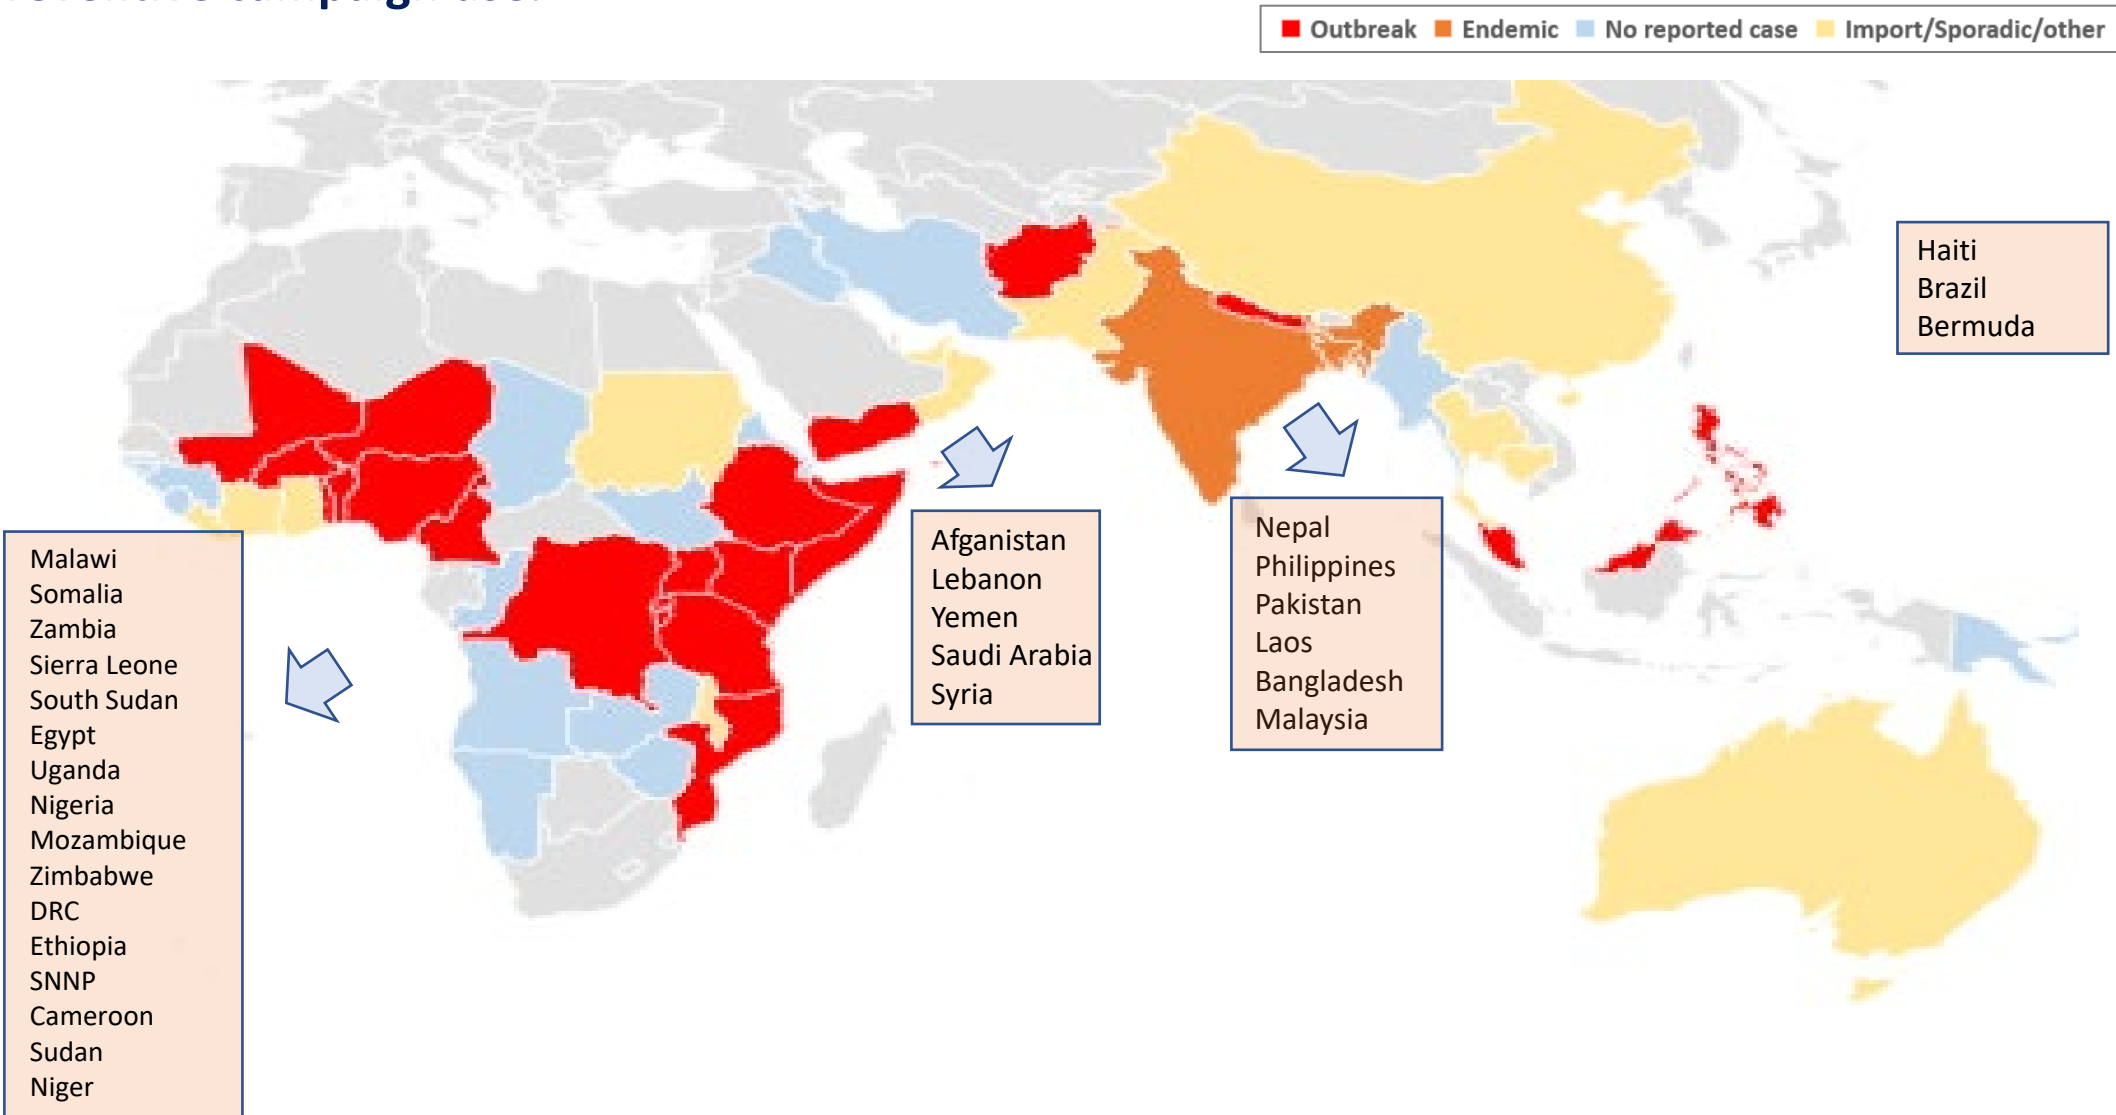 Outbreak Endemic No reported case Import/Sporadic/other
Haiti
Brazil
Bermuda
Malawi
Somalia
Zambia
Sierra Leone
South Sudan
Egypt
Uganda
Nigeria
Mozambique
Zimbabwe
DRC
Ethiopia
SNNP
Cameroon
Sudan
Niger
Afganistan
Lebanon
Yemen
Saudi Arabia
Syria
Nepal
Philippines
Pakistan
Laos
Bangladesh
Malaysia